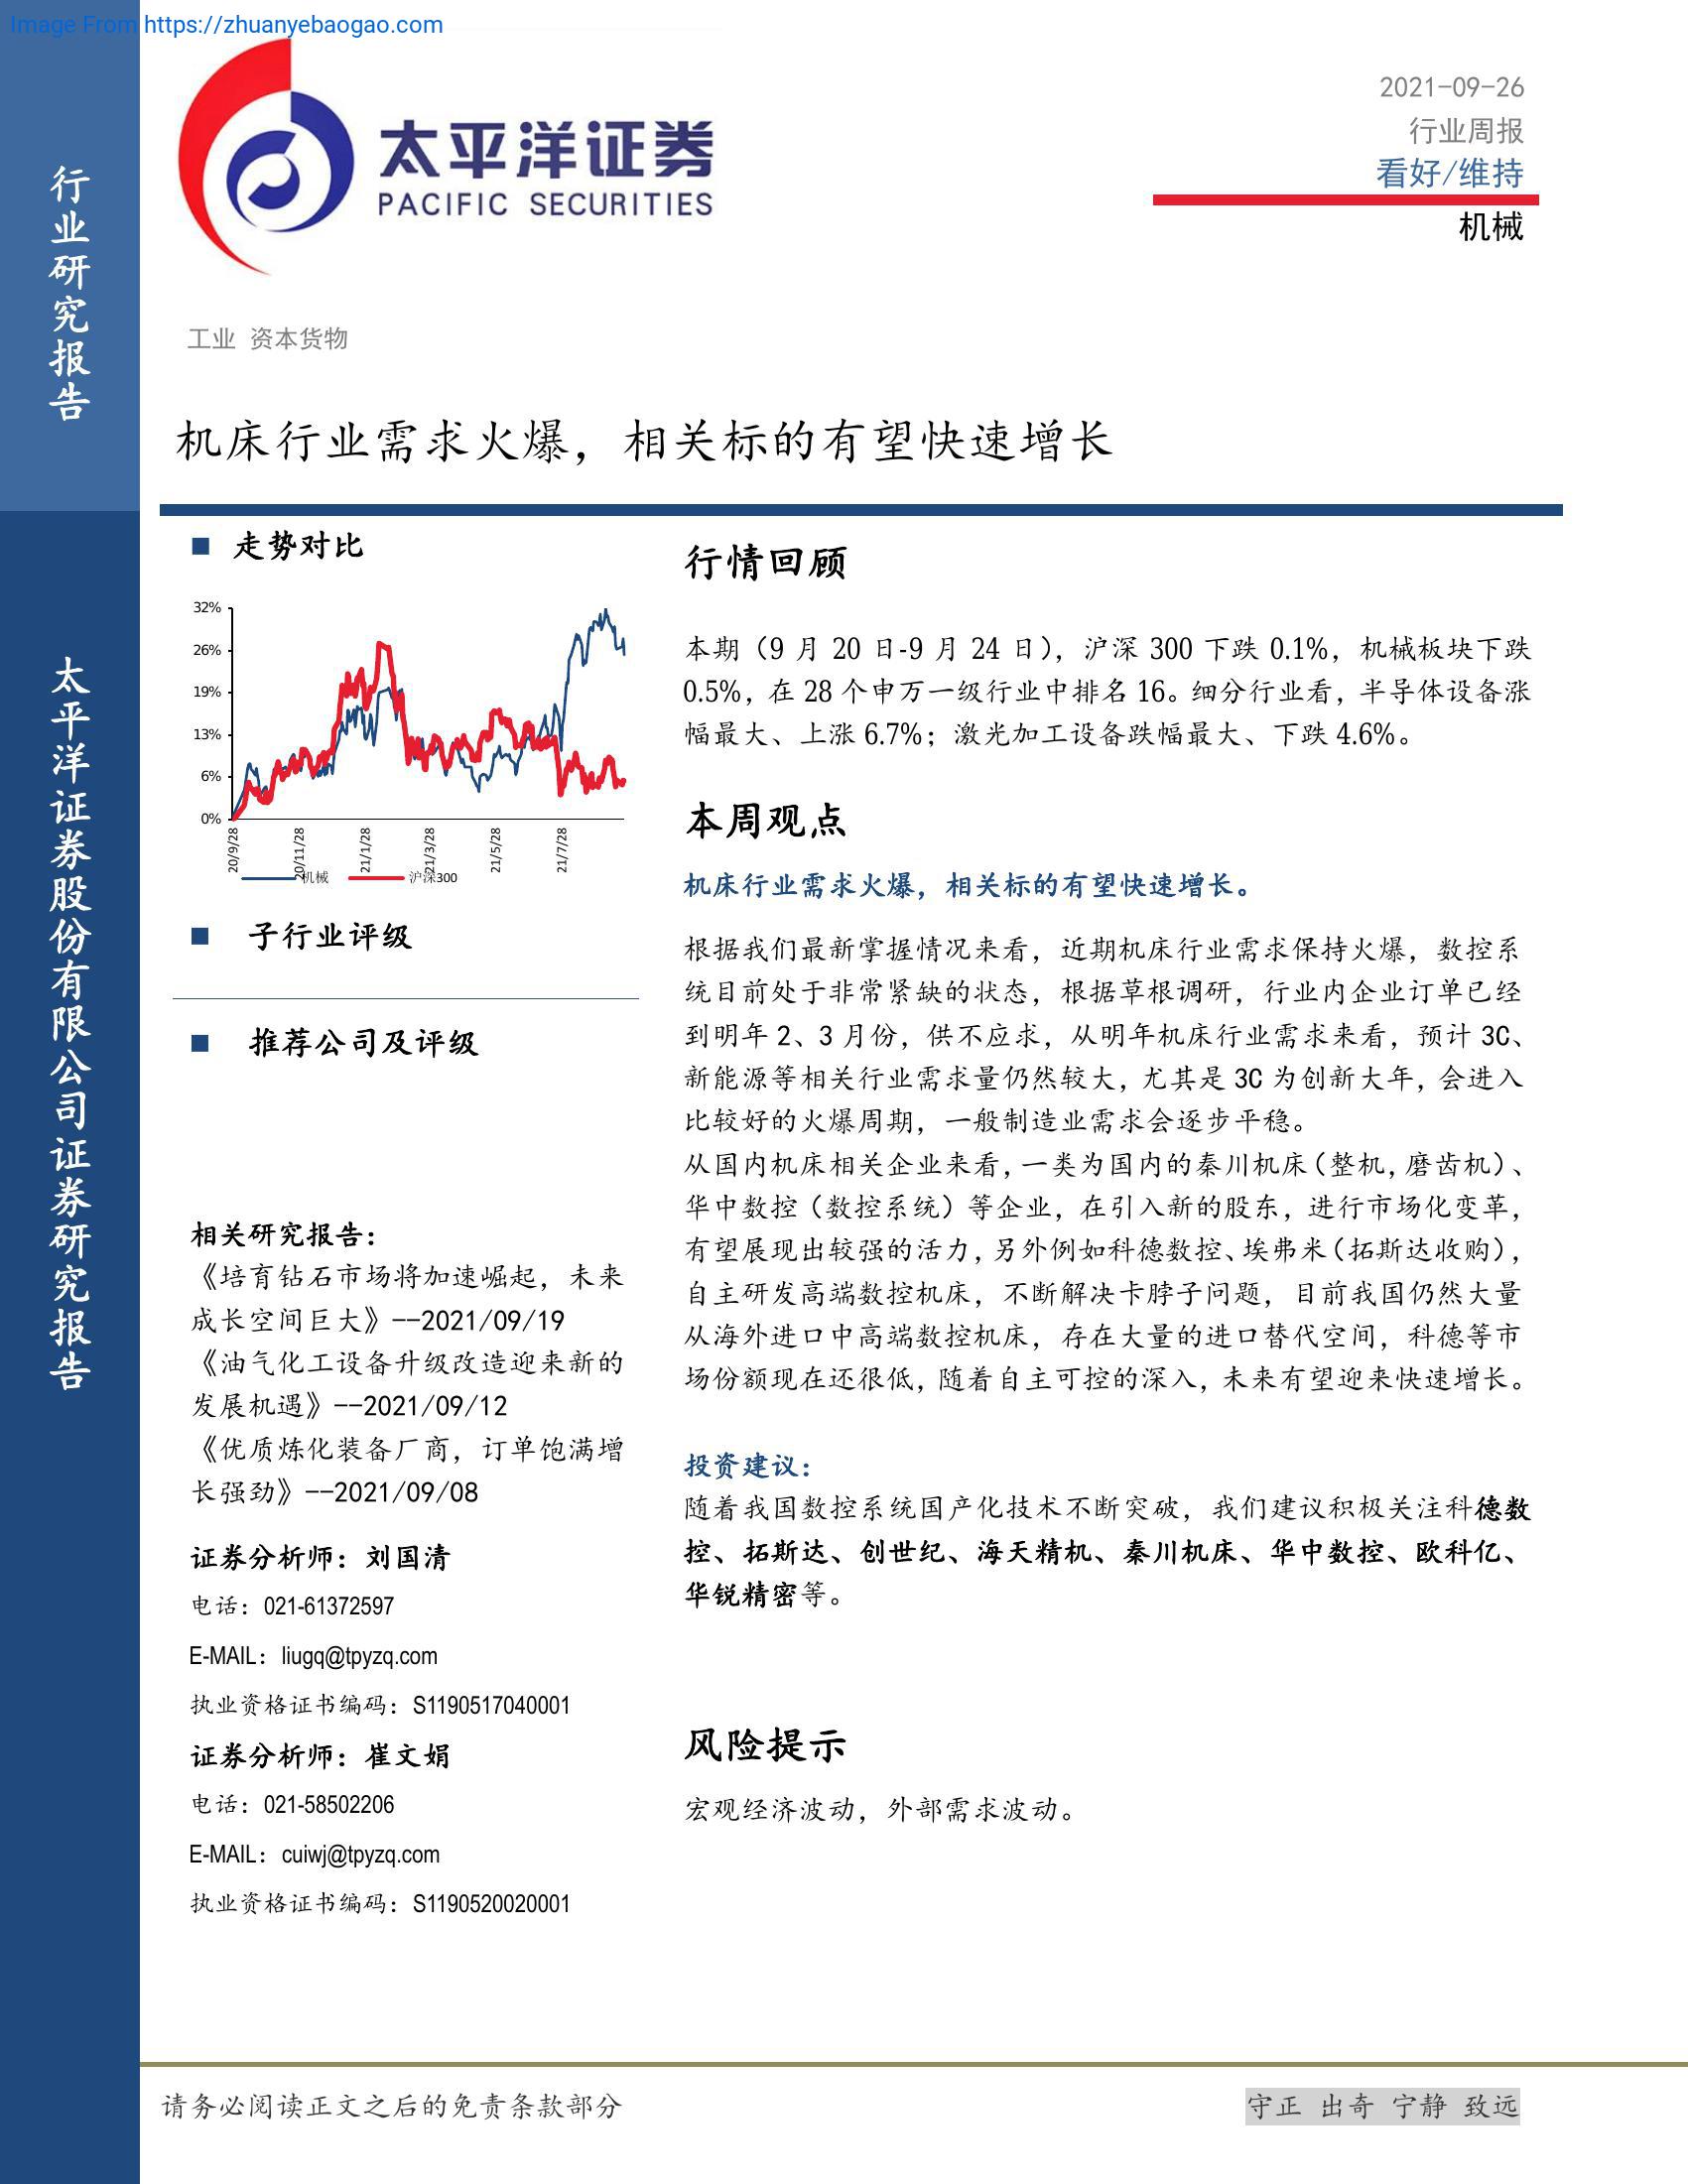 Image From https://zhuanyebaogao.com
行业研究报告
太平洋证券股份有限公司证券研究报告
太平洋证券
PACIFIC SECURITIES
2021-09-26
行业周报
看好/维持
机械
工业 资本货物
机床行业需求火爆，相关标的有望快速增长
走势对比
32%
26%
19%
13%
6%
0%
20/9/28
20/11/28
21/1/28
21/3/28
21/5/28
21/7/28
机械
沪深300
子行业评级
推荐公司及评级
相关研究报告：
《培育钻石市场将加速崛起，未来
成长空间巨大》--2021/09/19
《油气化工设备升级改造迎来新的
发展机遇》--2021/09/12
《优质炼化装备厂商，订单饱满增
长强劲》--2021/09/08
证券分析师：刘国清
电话：021-61372597
E-MAIL：liugq@tpyzq.com
执业资格证书编码：S1190517040001
证券分析师：崔文娟
电话：021-58502206
E-MAIL：cuiwj@tpyzq.com
执业资格证书编码：S1190520020001
行情回顾
本期（9 月 20 日-9 月 24 日），沪深 300 下跌 0.1%，机械板块下跌
0.5%，在 28 个申万一级行业中排名 16。细分行业看，半导体设备涨
幅最大、上涨 6.7%；激光加工设备跌幅最大、下跌 4.6%。
本周观点
机床行业需求火爆，相关标的有望快速增长。
根据我们最新掌握情况来看，近期机床行业需求保持火爆，数控系
统目前处于非常紧缺的状态，根据草根调研，行业内企业订单已经
到明年 2、3 月份，供不应求，从明年机床行业需求来看，预计 3C、
新能源等相关行业需求量仍然较大，尤其是 3C 为创新大年，会进入
比较好的火爆周期，一般制造业需求会逐步平稳。
从国内机床相关企业来看，一类为国内的秦川机床（整机，磨齿机）、
华中数控（数控系统）等企业，在引入新的股东，进行市场化变革，
有望展现出较强的活力，另外例如科德数控、埃弗米（拓斯达收购），
自主研发高端数控机床，不断解决卡脖子问题，目前我国仍然大量
从海外进口中高端数控机床，存在大量的进口替代空间，科德等市
场份额现在还很低，随着自主可控的深入，未来有望迎来快速增长。
投资建议：
随着我国数控系统国产化技术不断突破，我们建议积极关注科德数
控、拓斯达、创世纪、海天精机、秦川机床、华中数控、欧科亿、
华锐精密等。
风险提示
宏观经济波动，外部需求波动。
请务必阅读正文之后的免责条款部分
守正 出奇 宁静 致远